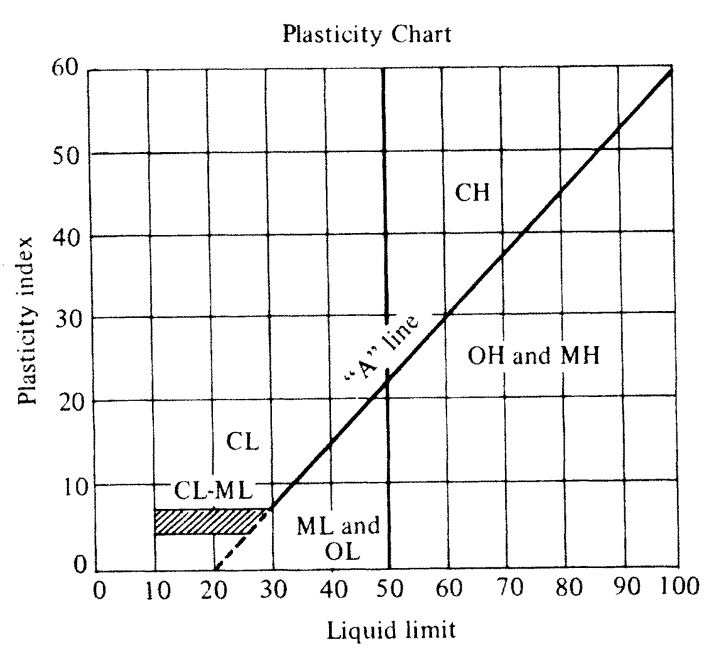 Plasticity Chart
60
50
40
30
20
10
0
Plasticity index
CH
"A" line
OH and MH
CL
CL-ML
ML and
OL
0 10 20 30 40 50 60 70 80 90 100
Liquid limit